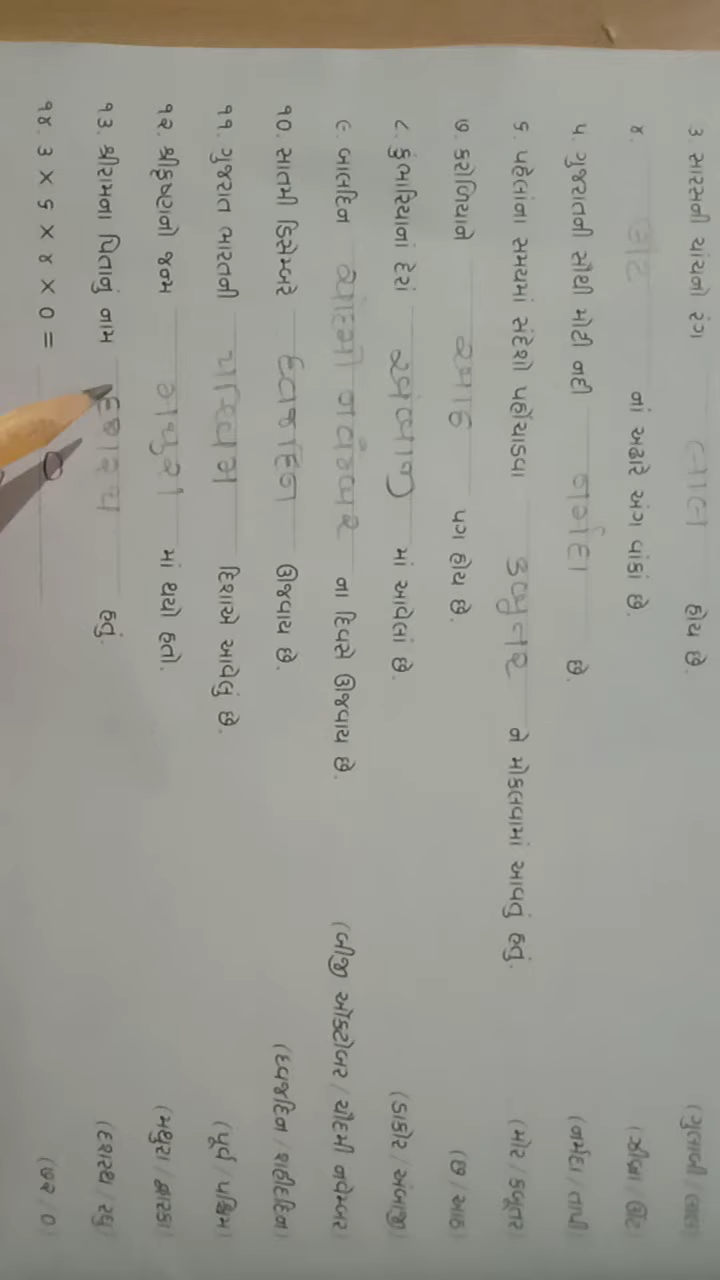 ૩. સારસની ચાંચનો રંગ લાલ હોય છે. (ગુલાબી / લાલ)
૪. ઊંટ નાં અઢારે અંગ વાંકાં છે. (ઊંટ)
૫. ગુજરાતની સૌથી મોટી નદી નર્મદા છે. (નર્મદા / તાપી)
૬. પહેલાંના સમયમાં સંદેશો પહોંચાડવા કબુતર ને મોકલવામાં આવતું હતું. (મોર / કબૂતર)
૭. કરોળિયાને આઠ પગ હોય છે. (છ / આઠ)
૮. કુંભારિયાનાં દેરાં અંબાજી માં આવેલાં છે. (ડાકોર / અંબાજી)
૯. બાલદિન ચૌદમી નવેમ્બર ના દિવસે ઊજવાય છે. (બીજી ઑક્ટોબર / ચૌદમી નવેમ્બર)
૧૦. સાતમી ડિસેમ્બરે ધ્વજદિન ઊજવાય છે. (ધ્વજદિન / શહીદદિન)
૧૧. ગુજરાત ભારતની પશ્ચિમ દિશાએ આવેલું છે. (પૂર્વ / પશ્ચિમ)
૧૨. શ્રીકૃષ્ણનો જન્મ મથુરા માં થયો હતો. (મથુરા / દ્વારકા)
૧૩. શ્રીરામના પિતાનું નામ દશરથ હતું. (દશરથ / રઘુ)
૧૪. ૩ × ૬ × ૪ × ૦ = ૦ (૭૨ / ૦)